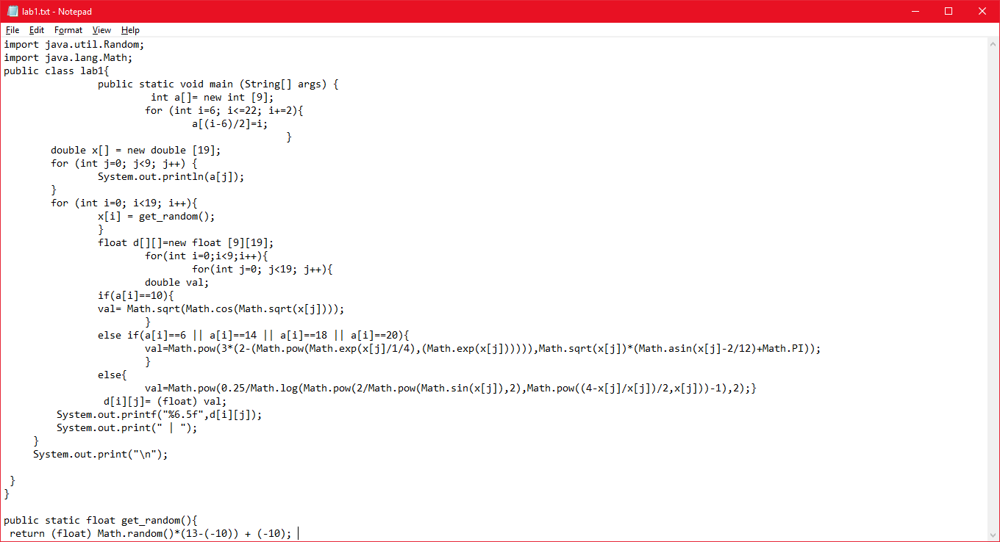 lab1.txt - Notepad
File Edit Format View Help
import java.util.Random;
import java.lang.Math;
public class lab1{
public static void main (String[] args) {
int a[]= new int [9];
for (int i=6; i<=22; i+=2){
a[(i-6)/2]=i;
}
double x[] = new double [19];
for (int j=0; j<9; j++) {
System.out.println(a[j]);
}
for (int i=0; i<19; i++){
x[i] = get_random();
}
float d[][]=new float [9][19];
for(int i=0;i<9;i++){
for(int j=0; j<19; j++){
double val;
if(a[i]==10){
val= Math.sqrt(Math.cos(Math.sqrt(x[j])));
}
else if(a[i]==6 || a[i]==14 || a[i]==18 || a[i]==20){
val=Math.pow(3*(2-(Math.pow(Math.exp(x[j]/1/4),(Math.exp(x[j]))))),Math.sqrt(x[j])*(Math.asin(x[j]-2/12)+Math.PI));
}
else{
val=Math.pow(0.25/Math.log(Math.pow(2/Math.pow(Math.sin(x[j]),2),Math.pow((4-x[j]/x[j])/2,x[j]))-1),2);}
d[i][j]= (float) val;
System.out.printf("%6.5f",d[i][j]);
System.out.print(" | ");
}
System.out.print("\n");
}
}
public static float get_random(){
return (float) Math.random()*(13-(-10)) + (-10);